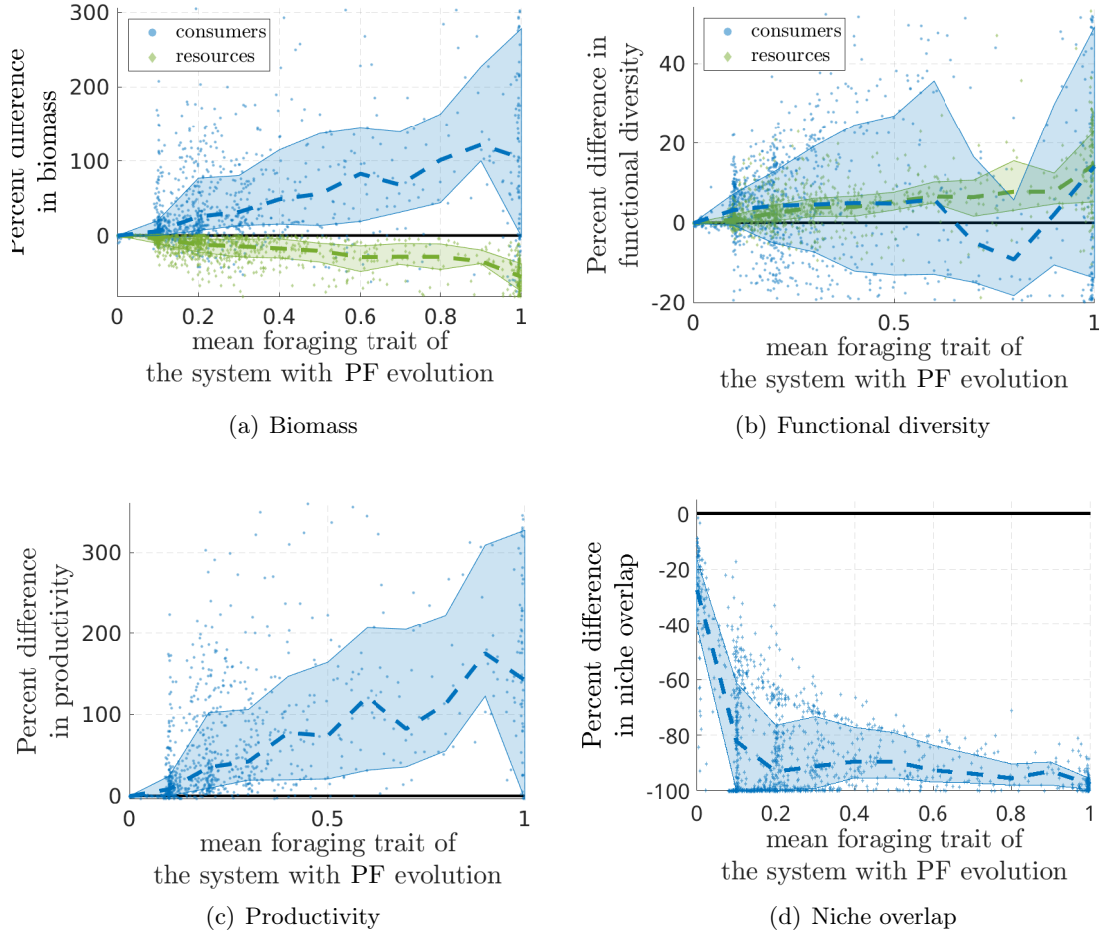 Percent difference
in biomass
300
200
100
0
consumers
resources
0 0.2 0.4 0.6 0.8 1
mean foraging trait of
the system with PF evolution
(a) Biomass
Percent difference in
functional diversity
40
20
0
-20
consumers
resources
0 0.5 1
mean foraging trait of
the system with PF evolution
(b) Functional diversity
Percent difference
in productivity
300
200
100
0
0 0.5 1
mean foraging trait of
the system with PF evolution
(c) Productivity
Percent difference
in niche overlap
0
-20
-40
-60
-80
-100
0 0.2 0.4 0.6 0.8 1
mean foraging trait of
the system with PF evolution
(d) Niche overlap